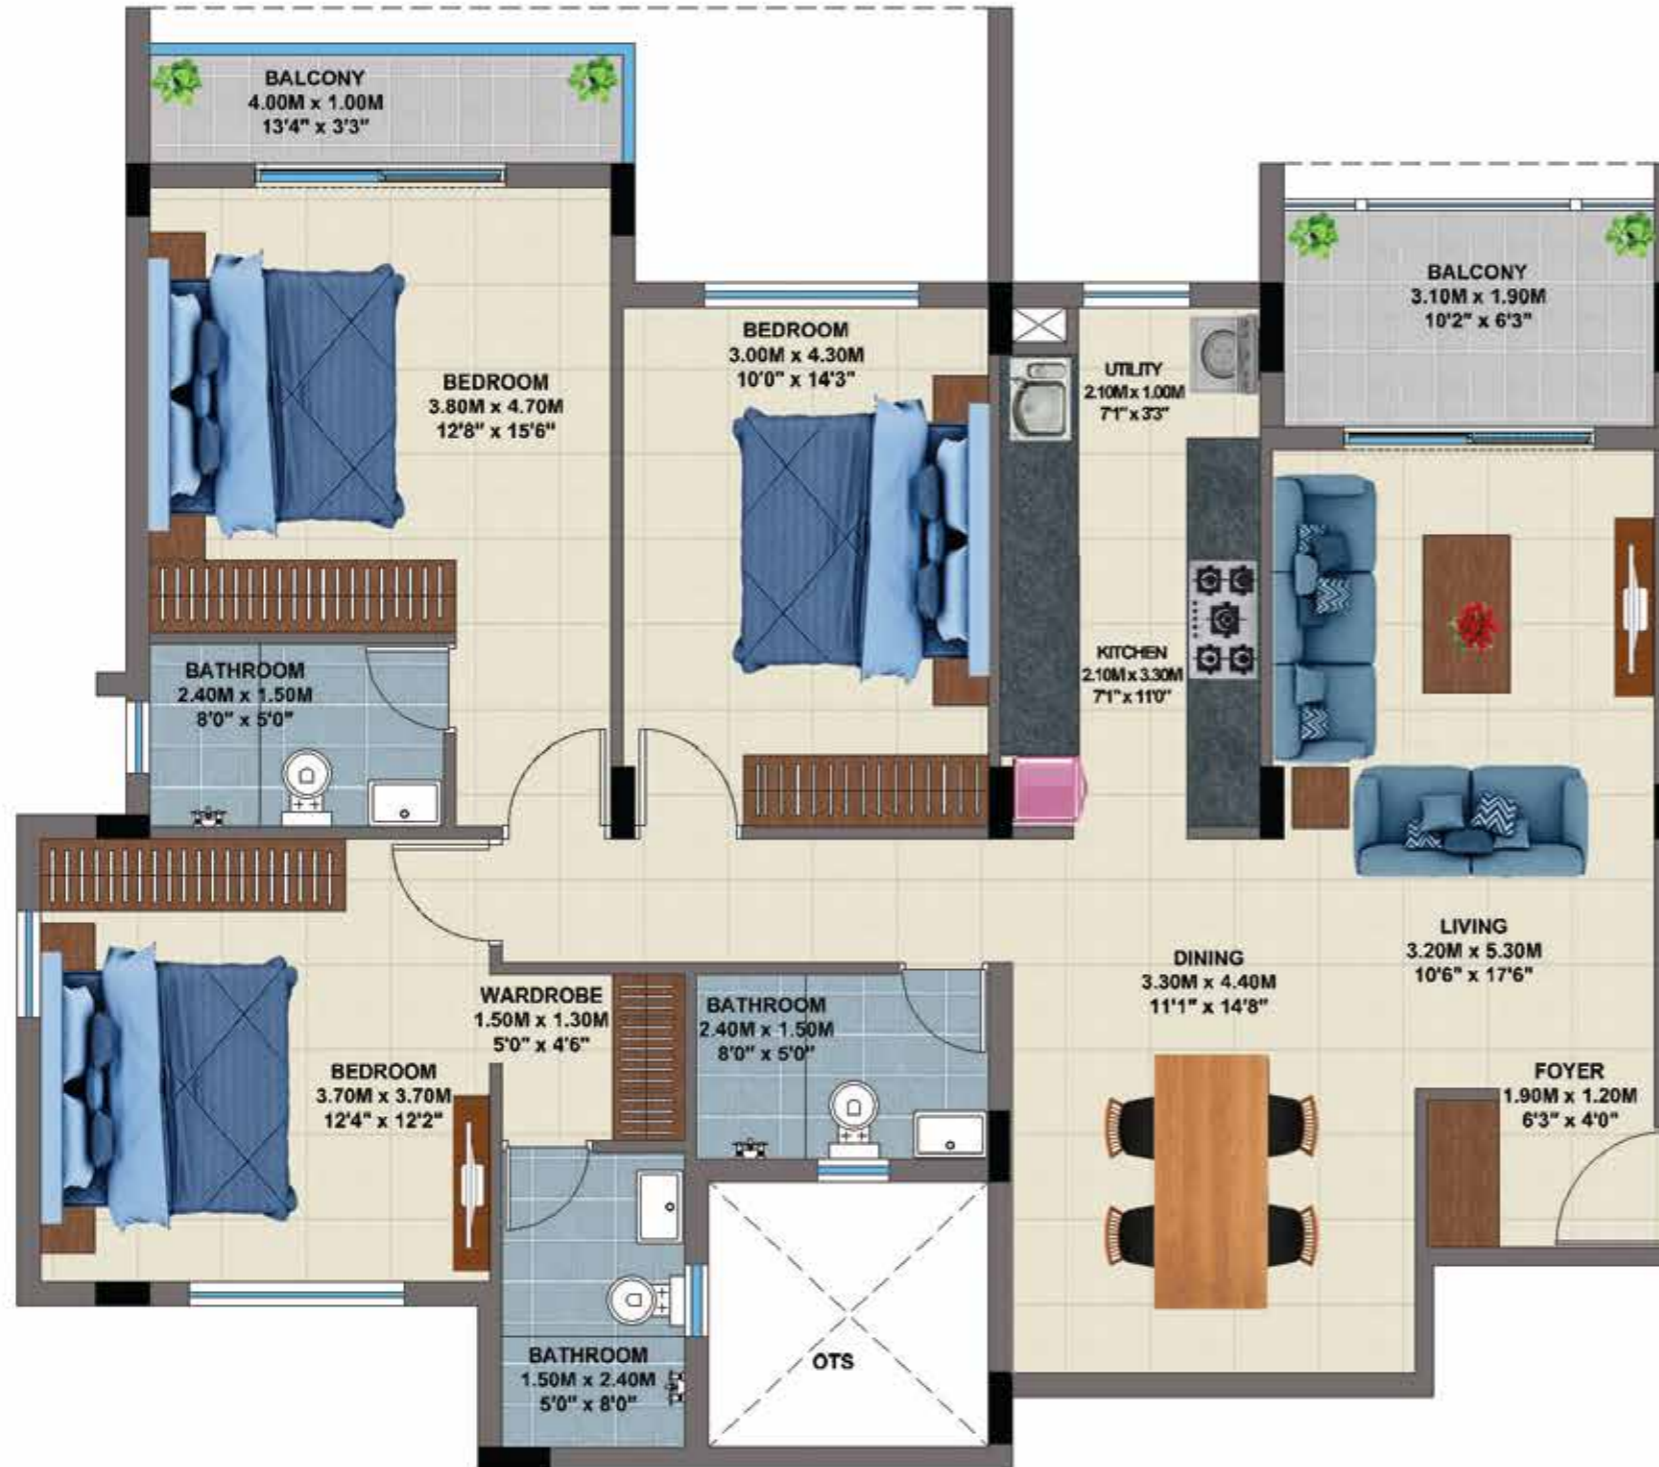 BALCONY
4.00M x 1.00M
13'4" x 3'3"
BALCONY
3.10M x 1.90M
10'2" x 6'3"
BEDROOM
3.80M x 4.70M
12'8" x 15'6"
BEDROOM
3.00M x 4.30M
10'0" x 14'3"
UTILITY
2.10M x 1.00M
7'1" x 3'3"
KITCHEN
2.10M x 3.30M
7'1" x 11'0"
BATHROOM
2.40M x 1.50M
8'0" x 5'0"
LIVING
3.20M x 5.30M
10'6" x 17'6"
DINING
3.30M x 4.40M
11'1" x 14'8"
WARDROBE
1.50M x 1.30M
5'0" x 4'6"
BATHROOM
2.40M x 1.50M
8'0" x 5'0"
BEDROOM
3.70M x 3.70M
12'4" x 12'2"
FOYER
1.90M x 1.20M
6'3" x 4'0"
BATHROOM
1.50M x 2.40M
5'0" x 8'0"
OTS